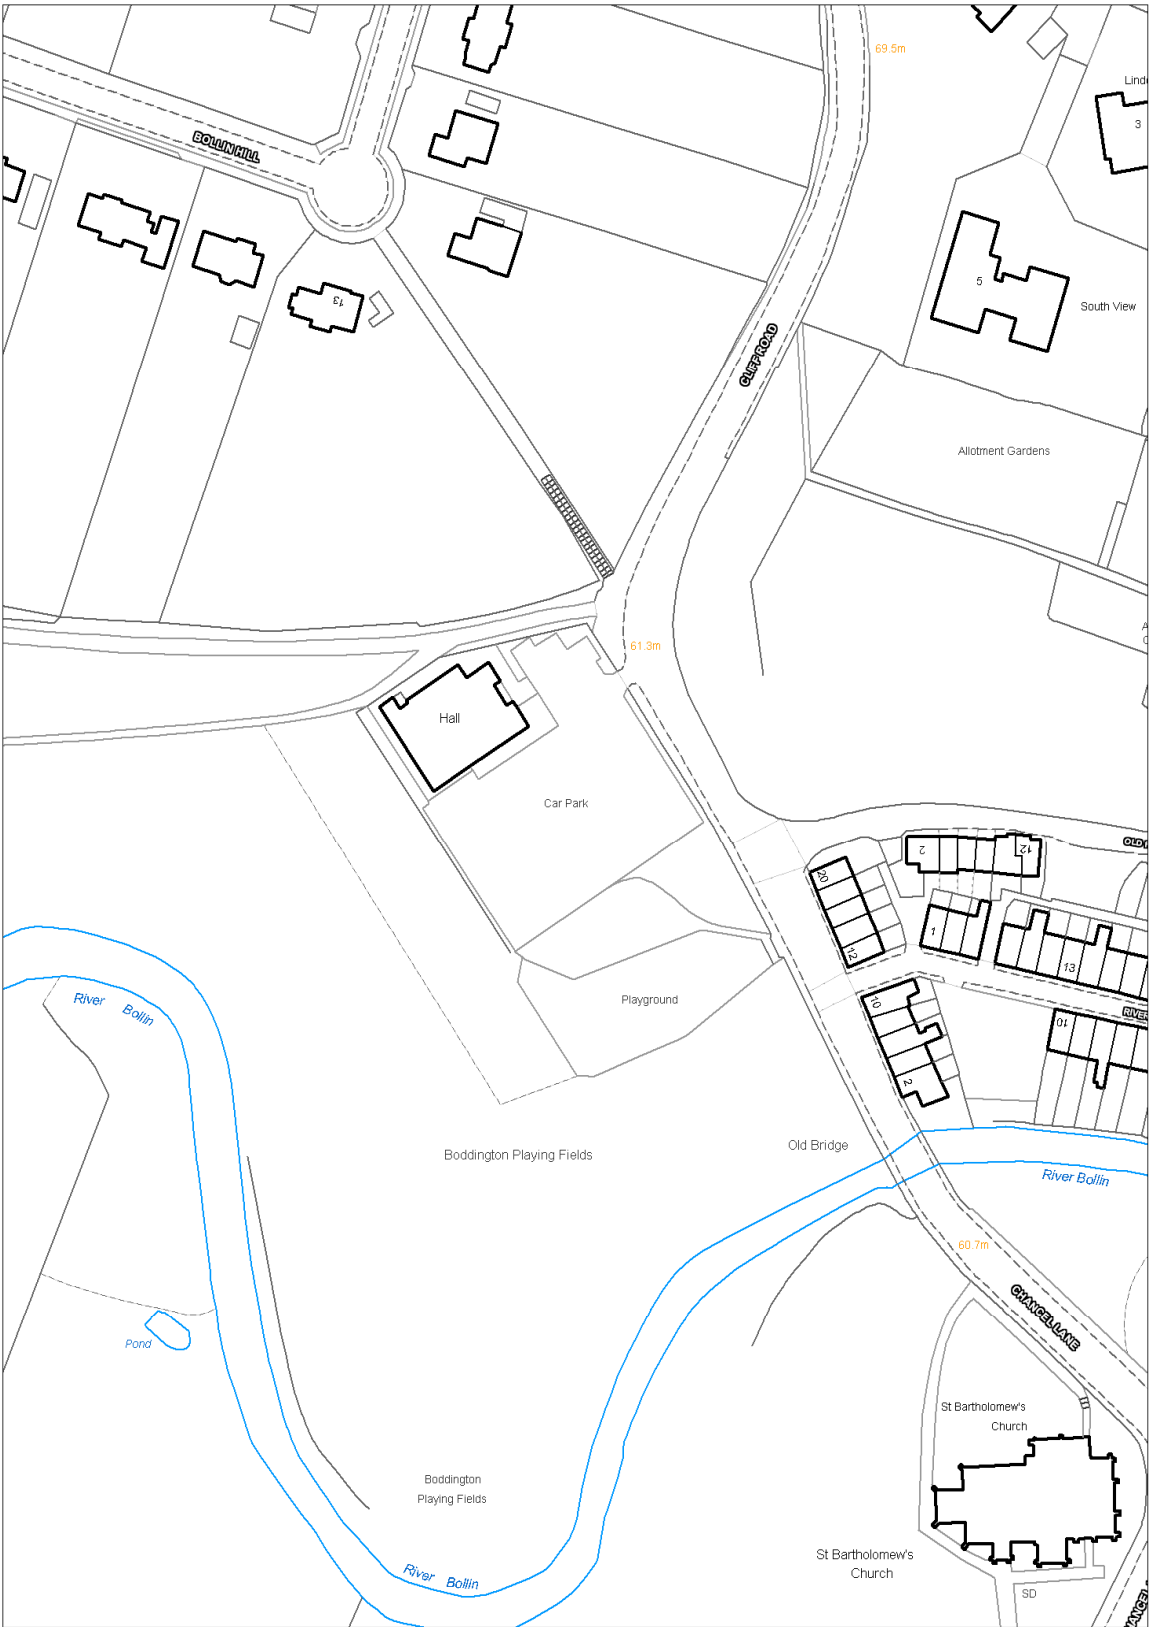 69.5m
Linde
3
BOLLIN HILL
13
5
South View
CLIFF ROAD
Allotment Gardens
61.3m
Hall
Car Park
20
12
2
12
OLD
1
13
Playground
10
2
10
RIVER
River Bollin
Boddington Playing Fields
Old Bridge
River Bollin
60.7m
CHANCEL LANE
Pond
St Bartholomew's
Church
Boddington
Playing Fields
St Bartholomew's
Church
River Bollin
SD